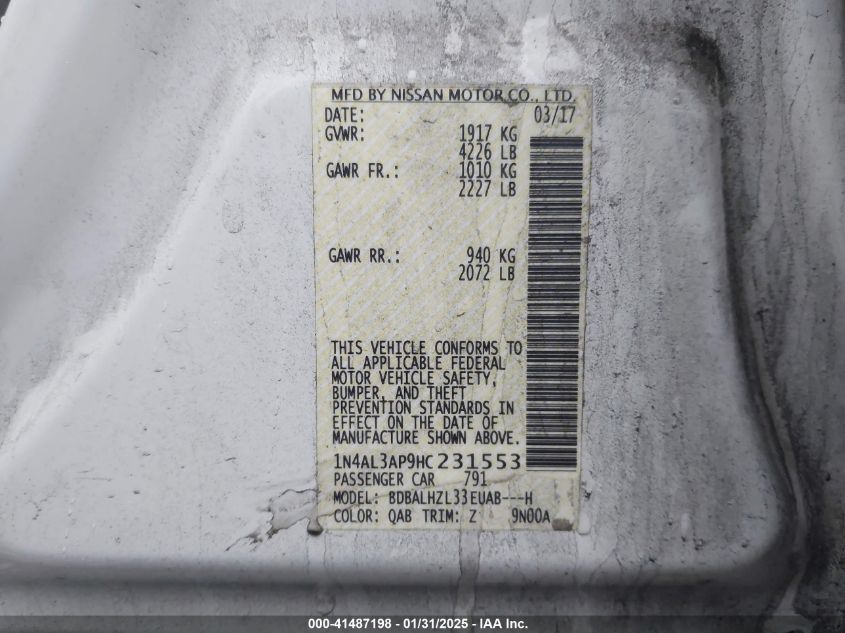 MFD BY NISSAN MOTOR CO., LTD.
DATE: 03/17
GVWR: 1917 KG
4226 LB
GAWR FR.: 1010 KG
2227 LB
GAWR RR.: 940 KG
2072 LB
THIS VEHICLE CONFORMS TO
ALL APPLICABLE FEDERAL
MOTOR VEHICLE SAFETY,
BUMPER, AND THEFT
PREVENTION STANDARDS IN
EFFECT ON THE DATE OF
MANUFACTURE SHOWN ABOVE.
1N4AL3AP9HC231553
PASSENGER CAR 791
MODEL: BDBALHZL33EUAB---H
COLOR: QAB TRIM: Z 9N00A
000-41487198 - 01/31/2025 - IAA Inc.